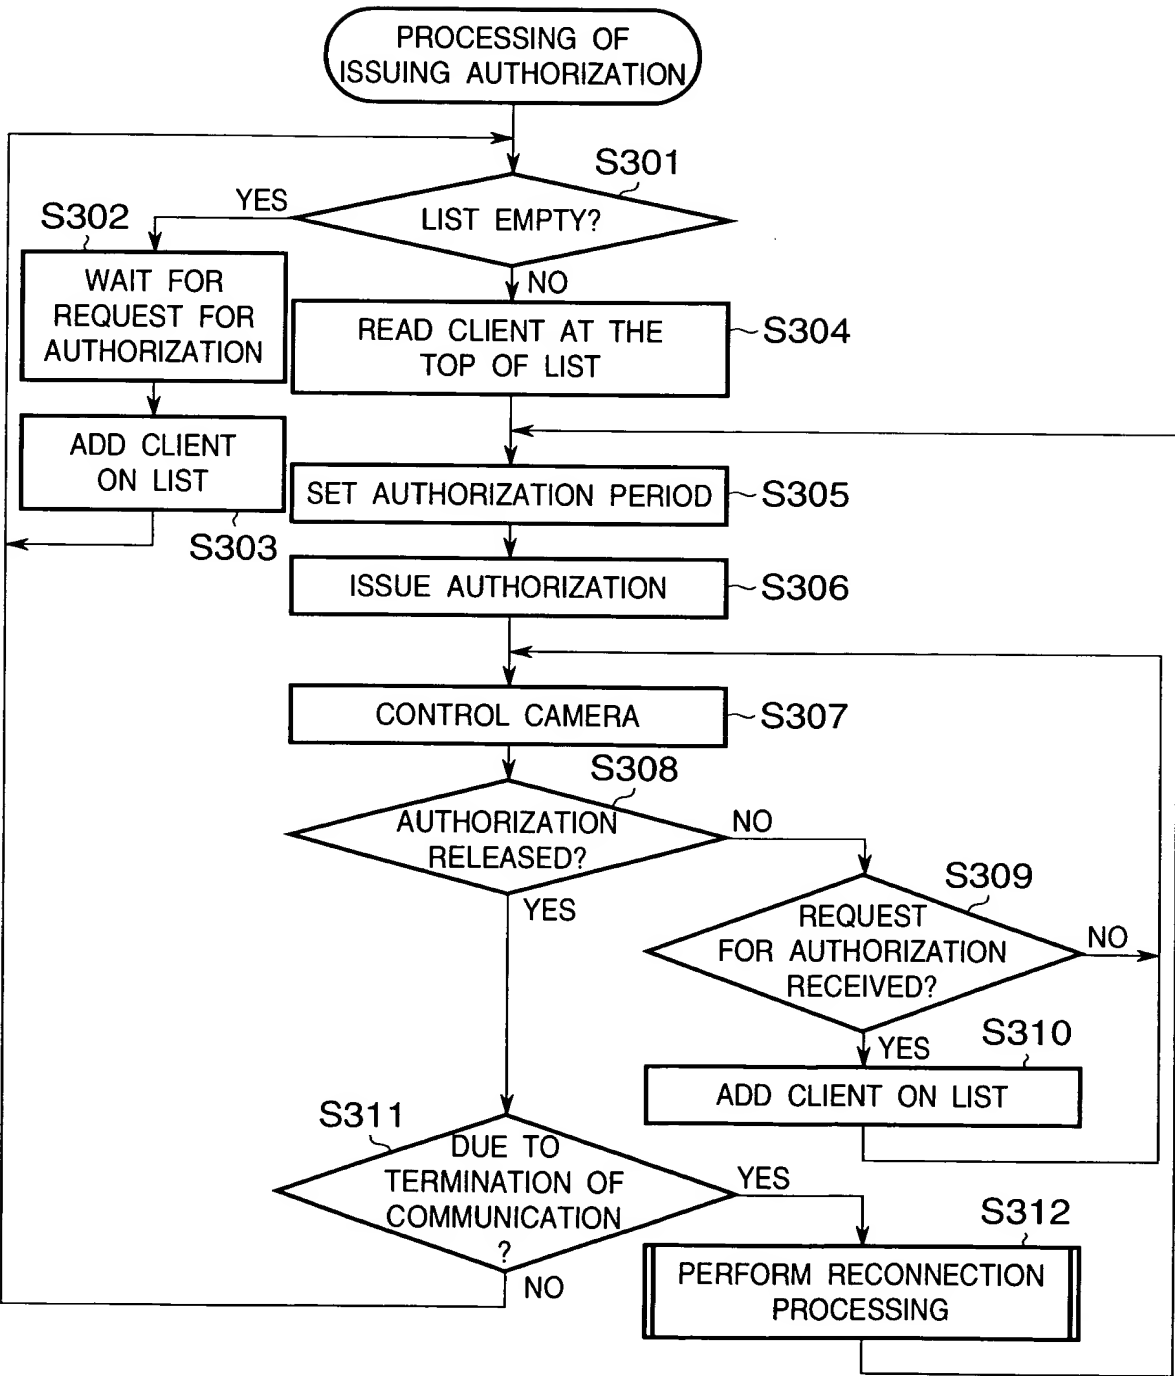 PROCESSING OF
ISSUING AUTHORIZATION
S301
LIST EMPTY?
YES
NO
S302
WAIT FOR
REQUEST FOR
AUTHORIZATION
READ CLIENT AT THE
TOP OF LIST
S304
ADD CLIENT
ON LIST
S303
SET AUTHORIZATION PERIOD
S305
ISSUE AUTHORIZATION
S306
CONTROL CAMERA
S307
S308
AUTHORIZATION
RELEASED?
NO
YES
S309
REQUEST
FOR AUTHORIZATION
RECEIVED?
NO
YES
S310
ADD CLIENT ON LIST
S311
DUE TO
TERMINATION OF
COMMUNICATION
?
YES
NO
S312
PERFORM RECONNECTION
PROCESSING